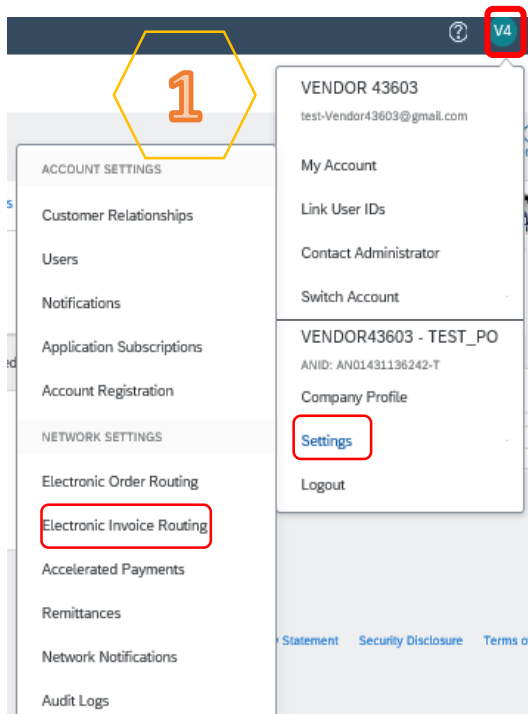 V4
1
VENDOR 43603
test-Vendor43603@gmail.com
My Account
Link User IDs
Contact Administrator
Switch Account
VENDOR43603 - TEST_PO
ANID: AN01431136242-T
Company Profile
Settings
Logout
ACCOUNT SETTINGS
Customer Relationships
Users
Notifications
Application Subscriptions
Account Registration
NETWORK SETTINGS
Electronic Order Routing
Electronic Invoice Routing
Accelerated Payments
Remittances
Network Notifications
Audit Logs
Statement Security Disclosure Terms o